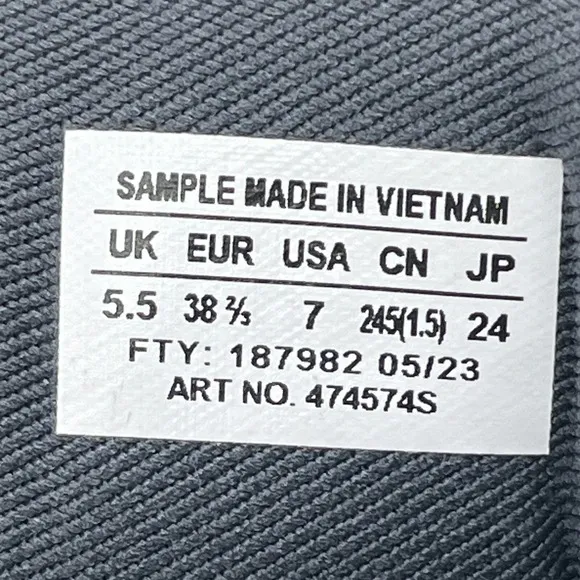 SAMPLE MADE IN VIETNAM
UK EUR USA CN JP
5.5 38 ⅔ 7 245(1.5) 24
FTY: 187982 05/23
ART NO. 474574S